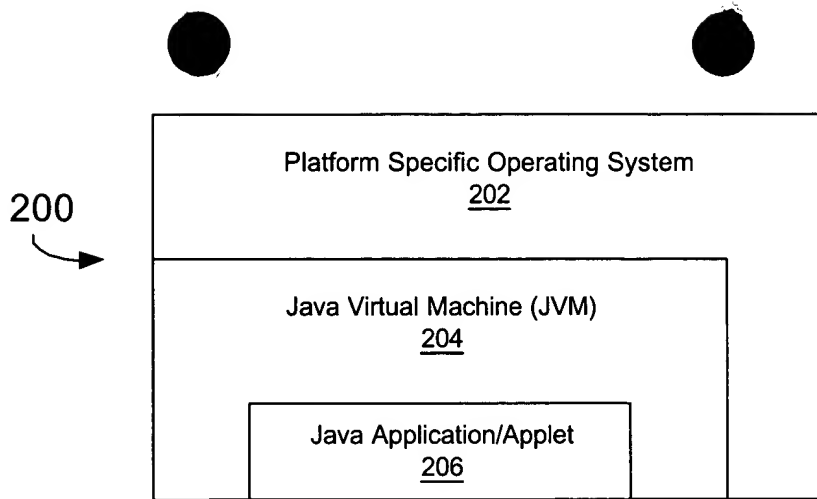 Platform Specific Operating System
202
200
Java Virtual Machine (JVM)
204
Java Application/Applet
206